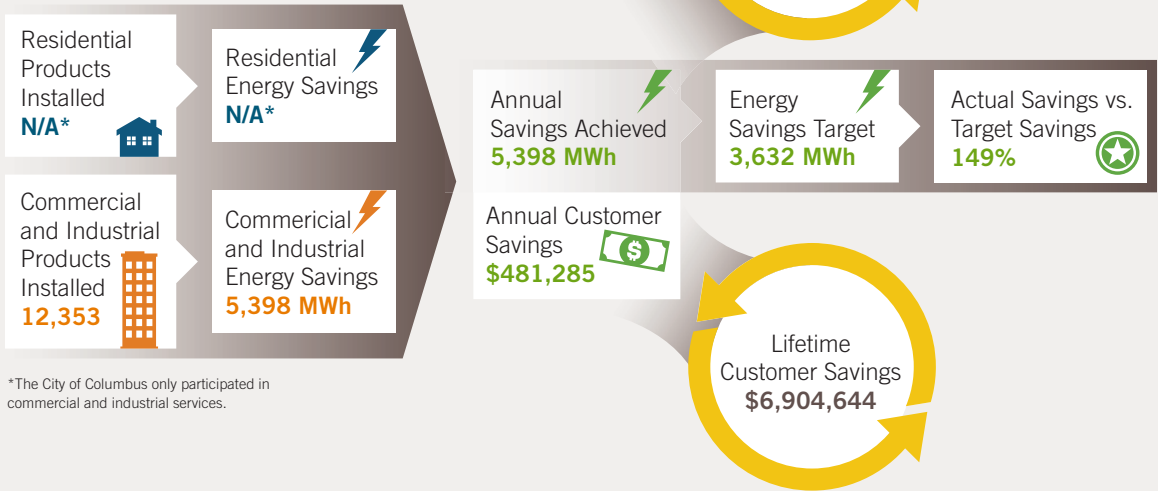 Residential
Products
Installed
N/A*
Residential
Energy Savings
N/A*
Commercial
and Industrial
Products
Installed
12,353
Commericial
and Industrial
Energy Savings
5,398 MWh
*The City of Columbus only participated in
commercial and industrial services.
Annual
Savings Achieved
5,398 MWh
Energy
Savings Target
3,632 MWh
Actual Savings vs.
Target Savings
149%
Annual Customer
Savings
$
$481,285
Lifetime
Customer Savings
$6,904,644